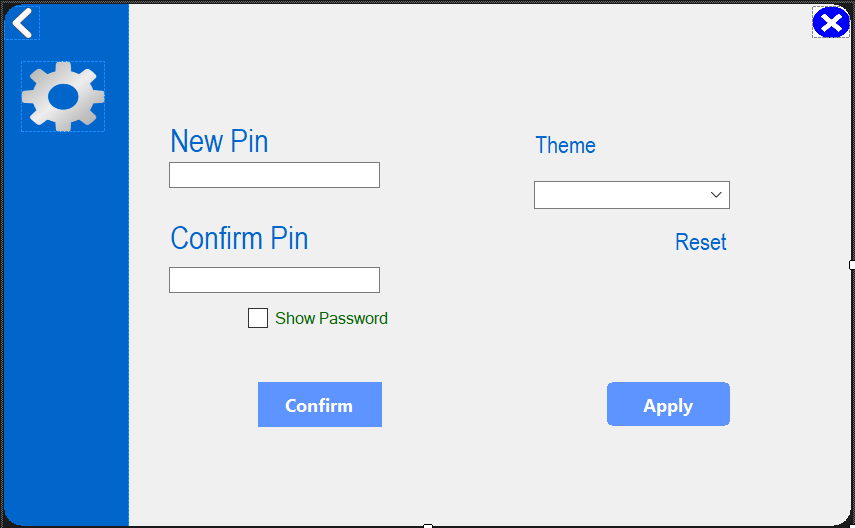 New Pin
Theme
Confirm Pin
Reset
Show Password
Confirm
Apply